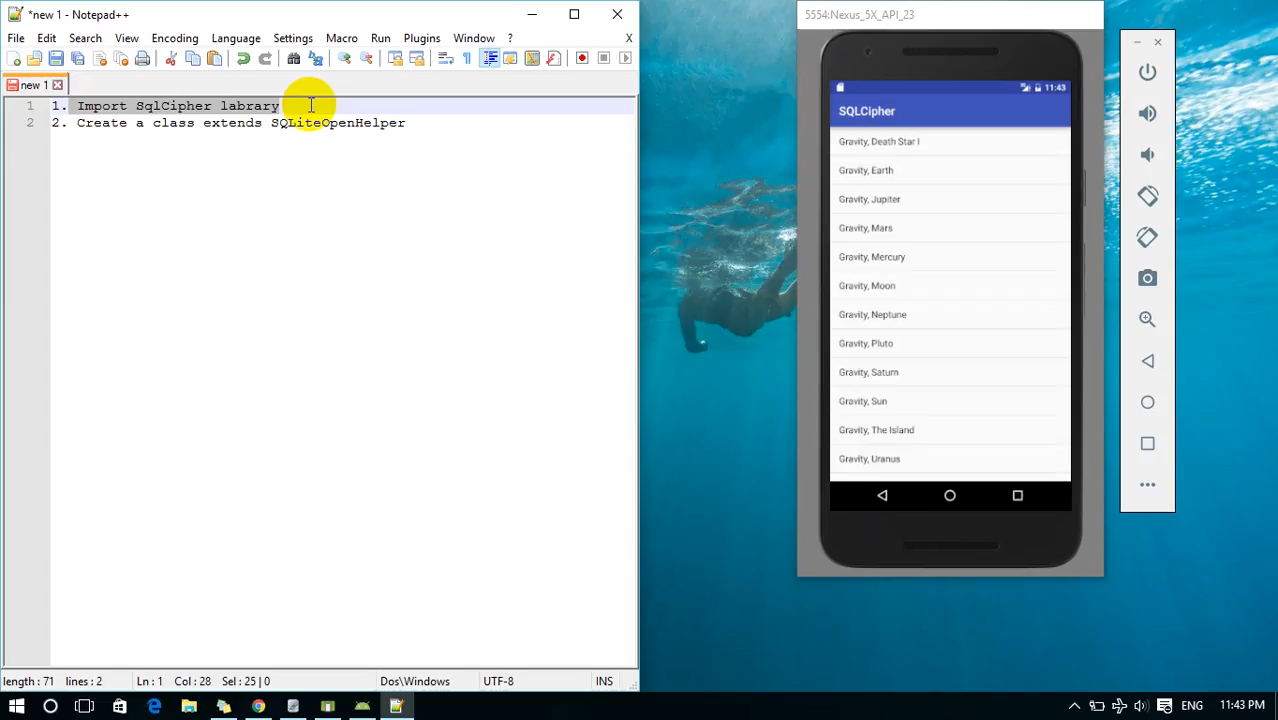 *new 1 - Notepad++
5554:Nexus_5X_API_23
File Edit Search View Encoding Language Settings Macro Run Plugins Window ? X
new 1
1 1. Import SqlCipher labrary
2 2. Create a class extends SQLiteOpenHelper
11:43
SQLCipher
Gravity, Death Star I
Gravity, Earth
Gravity, Jupiter
Gravity, Mars
Gravity, Mercury
Gravity, Moon
Gravity, Neptune
Gravity, Pluto
Gravity, Saturn
Gravity, Sun
Gravity, The Island
Gravity, Uranus
length : 71 lines : 2 Ln : 1 Col : 28 Sel : 25 | 0 Dos\Windows UTF-8 INS
ENG 11:43 PM